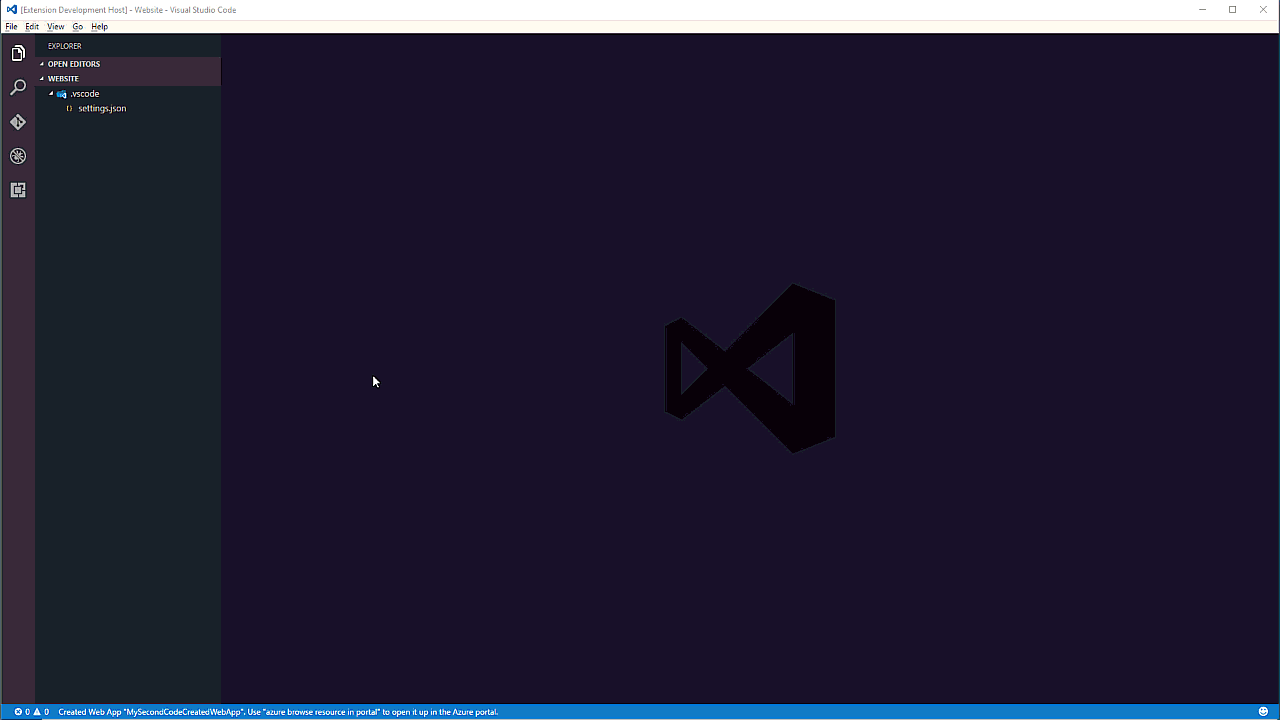 [Extension Development Host] - Website - Visual Studio Code
File Edit View Go Help
EXPLORER
OPEN EDITORS
WEBSITE
.vscode
{} settings.json
0 0 Created Web App "MySecondCodeCreatedWebApp". Use "azure browse resource in portal" to open it up in the Azure portal.